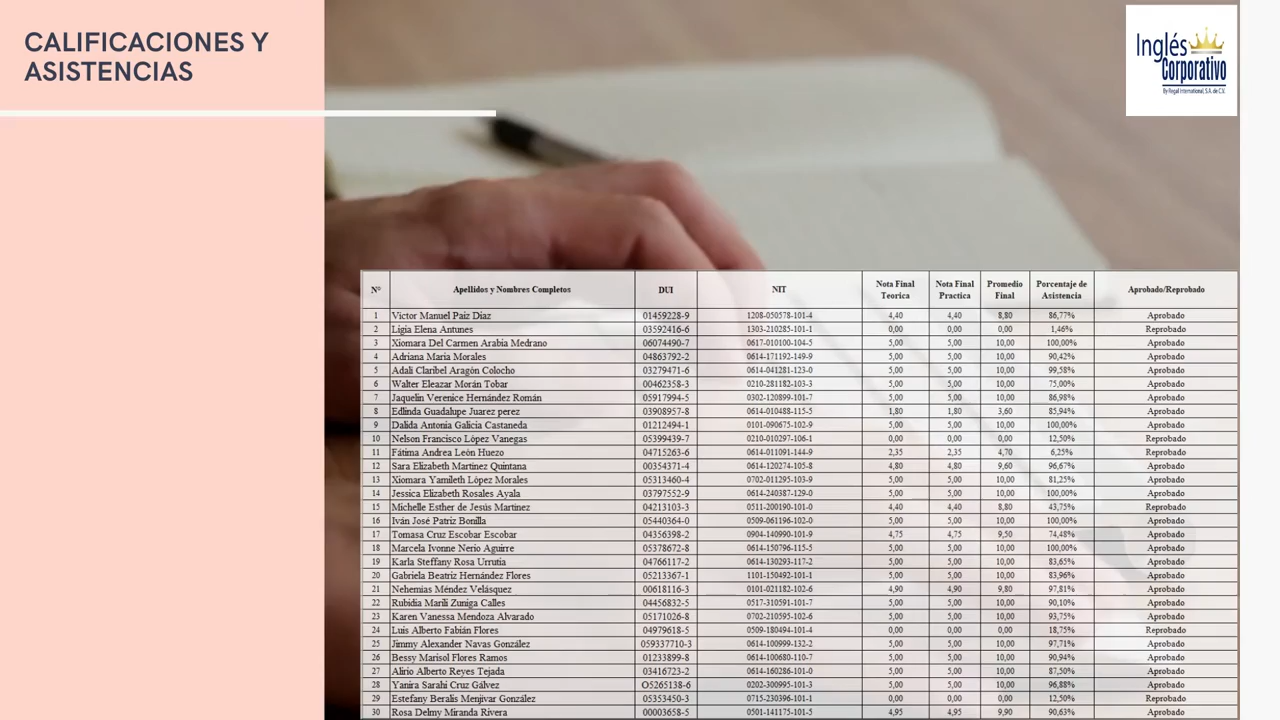 CALIFICACIONES Y
ASISTENCIAS
Inglés
Corporativo
By Regal International, S.A. de C.V.
N° Apellidos y Nombres Completos DUI NIT Nota Final Teorica Nota Final Practica Promedio Final Porcentaje de Asistencia Aprobado/Reprobado
1 Victor Manuel Paiz Diaz 01459228-9 1208-050578-101-4 4,40 4,40 8,80 86,77% Aprobado
2 Ligia Elena Antunes 03592416-6 1303-210285-101-1 0,00 0,00 0,00 1,46% Reprobado
3 Xiomara Del Carmen Arabia Medrano 06074490-7 0617-010100-104-5 5,00 5,00 10,00 100,00% Aprobado
4 Adriana Maria Morales 04863792-2 0614-171192-149-9 5,00 5,00 10,00 90,42% Aprobado
5 Adali Claribel Aragón Colocho 03279471-6 0614-041281-123-0 5,00 5,00 10,00 99,58% Aprobado
6 Walter Eleazar Morán Tobar 00462358-3 0210-281182-103-3 5,00 5,00 10,00 75,00% Aprobado
7 Jaquelin Verenice Hernández Román 05917994-5 0302-120899-101-7 5,00 5,00 10,00 86,98% Aprobado
8 Edlinda Guadalupe Juarez perez 03908957-8 0614-010488-115-5 1,80 1,80 3,60 85,94% Aprobado
9 Dalida Antonia Galicia Castaneda 01212494-1 0101-090675-102-9 5,00 5,00 10,00 100,00% Aprobado
10 Nelson Francisco López Vanegas 05399439-7 0210-010297-106-1 0,00 0,00 0,00 12,50% Reprobado
11 Fátima Andrea León Huezo 04715263-6 0614-011091-144-9 2,35 2,35 4,70 6,25% Reprobado
12 Sara Elizabeth Martinez Quintana 00354371-4 0614-120274-105-8 4,80 4,80 9,60 96,67% Aprobado
13 Xiomara Yamileth López Morales 05313460-4 0702-011295-103-9 5,00 5,00 10,00 81,25% Aprobado
14 Jessica Elizabeth Rosales Ayala 03797552-9 0614-240387-129-0 5,00 5,00 10,00 100,00% Aprobado
15 Michelle Esther de Jesús Martinez 04213103-3 0511-200190-101-0 4,40 4,40 8,80 43,75% Reprobado
16 Iván José Patriz Bonilla 05440364-0 0509-061196-102-0 5,00 5,00 10,00 100,00% Aprobado
17 Tomasa Cruz Escobar Escobar 04356398-2 0904-140990-101-9 4,75 4,75 9,50 74,48% Aprobado
18 Marcela Ivonne Nerio Aguirre 05378672-8 0614-150796-115-5 5,00 5,00 10,00 100,00% Aprobado
19 Karla Steffany Rosa Urrutia 04766117-2 0614-130293-117-2 5,00 5,00 10,00 83,65% Aprobado
20 Gabriela Beatriz Hernández Flores 05213367-1 1101-150492-101-1 5,00 5,00 10,00 83,96% Aprobado
21 Nehemias Méndez Velásquez 00618116-3 0101-021182-102-6 4,90 4,90 9,80 97,81% Aprobado
22 Rubidia Marili Zuniga Calles 04456832-5 0517-310591-101-7 5,00 5,00 10,00 90,10% Aprobado
23 Karen Vanessa Mendoza Alvarado 05171026-8 0702-210595-102-6 5,00 5,00 10,00 93,75% Aprobado
24 Luis Alberto Fabián Flores 04979618-5 0509-180494-101-4 0,00 0,00 0,00 18,75% Reprobado
25 Jimmy Alexander Navas González 059337710-3 0614-100999-132-2 5,00 5,00 10,00 97,71% Aprobado
26 Bessy Marisol Flores Ramos 01233899-8 0614-100680-110-7 5,00 5,00 10,00 90,94% Aprobado
27 Alirio Alberto Reyes Tejada 03416723-2 0614-160286-101-0 5,00 5,00 10,00 87,50% Aprobado
28 Yanira Sarahi Cruz Gálvez O5265138-6 0202-300995-101-3 5,00 5,00 10,00 96,88% Aprobado
29 Estefany Beralis Menjivar González 05353450-3 0715-230396-101-1 0,00 0,00 0,00 12,50% Reprobado
30 Rosa Delmy Miranda Rivera 00003658-5 0501-141175-101-5 4,95 4,95 9,90 90,63% Aprobado